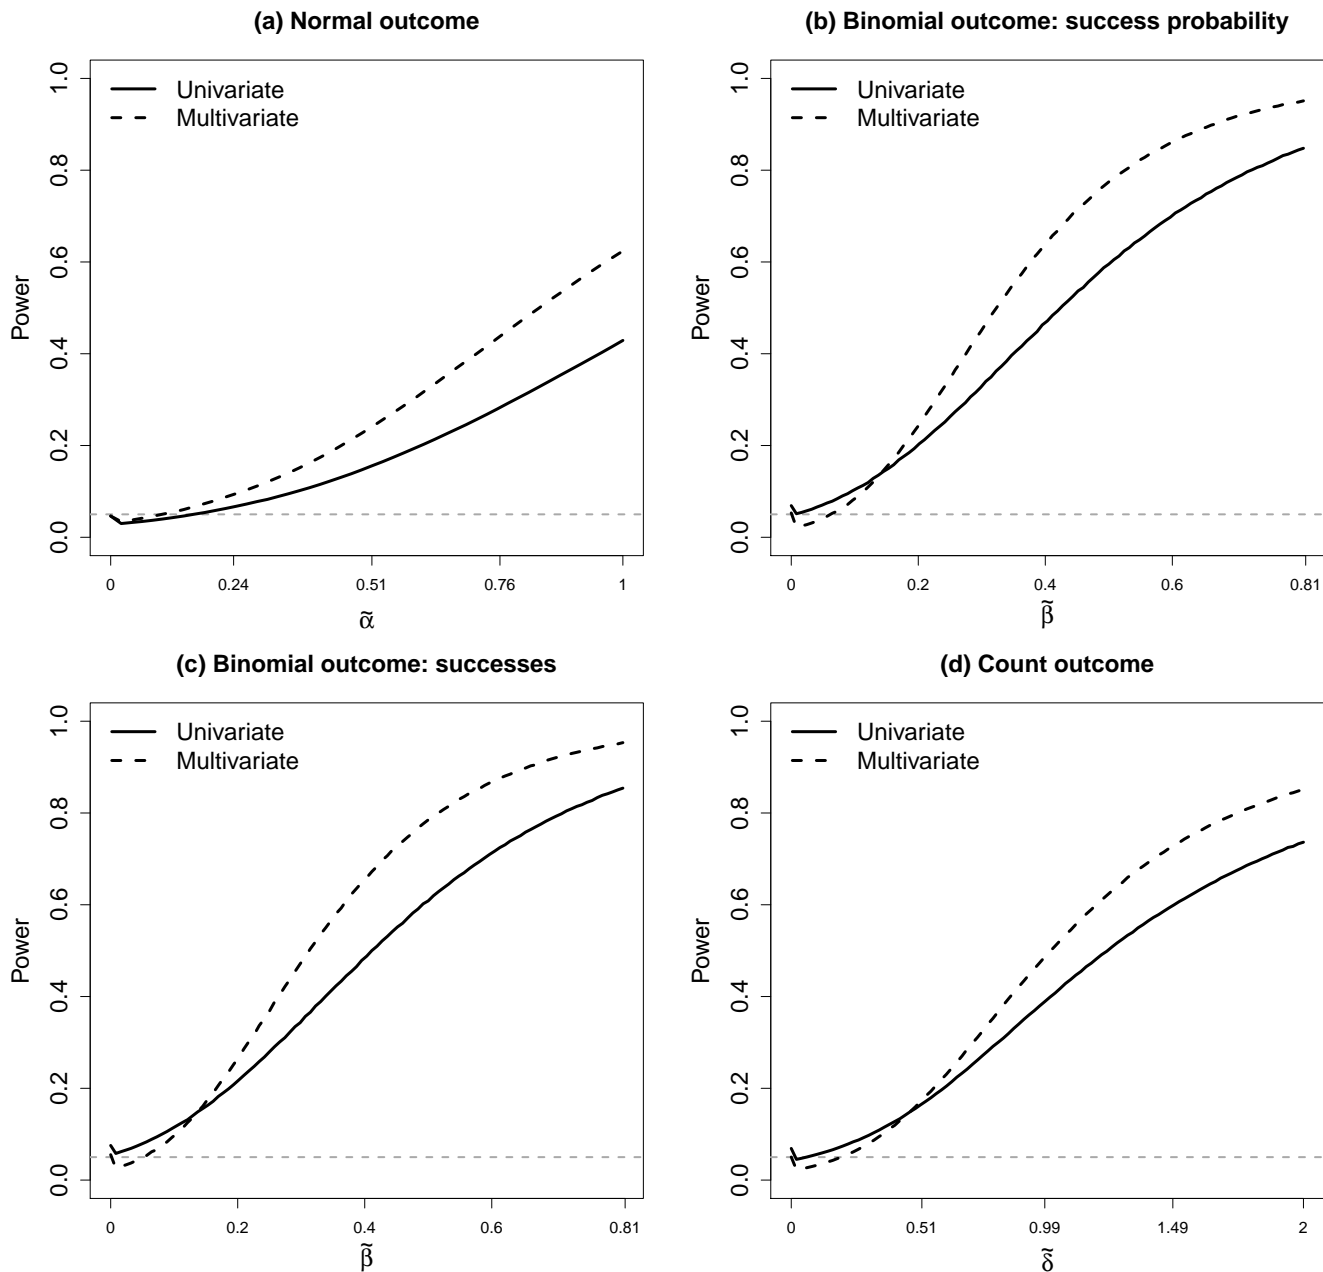 (a) Normal outcome
Univariate
Multivariate
Power
0.0 0.2 0.4 0.6 0.8 1.0
0 0.24 0.51 0.76 1
α̃
(b) Binomial outcome: success probability
Univariate
Multivariate
Power
0.0 0.2 0.4 0.6 0.8 1.0
0 0.2 0.4 0.6 0.81
β̃
(c) Binomial outcome: successes
Univariate
Multivariate
Power
0.0 0.2 0.4 0.6 0.8 1.0
0 0.2 0.4 0.6 0.81
β̃
(d) Count outcome
Univariate
Multivariate
Power
0.0 0.2 0.4 0.6 0.8 1.0
0 0.51 0.99 1.49 2
δ̃